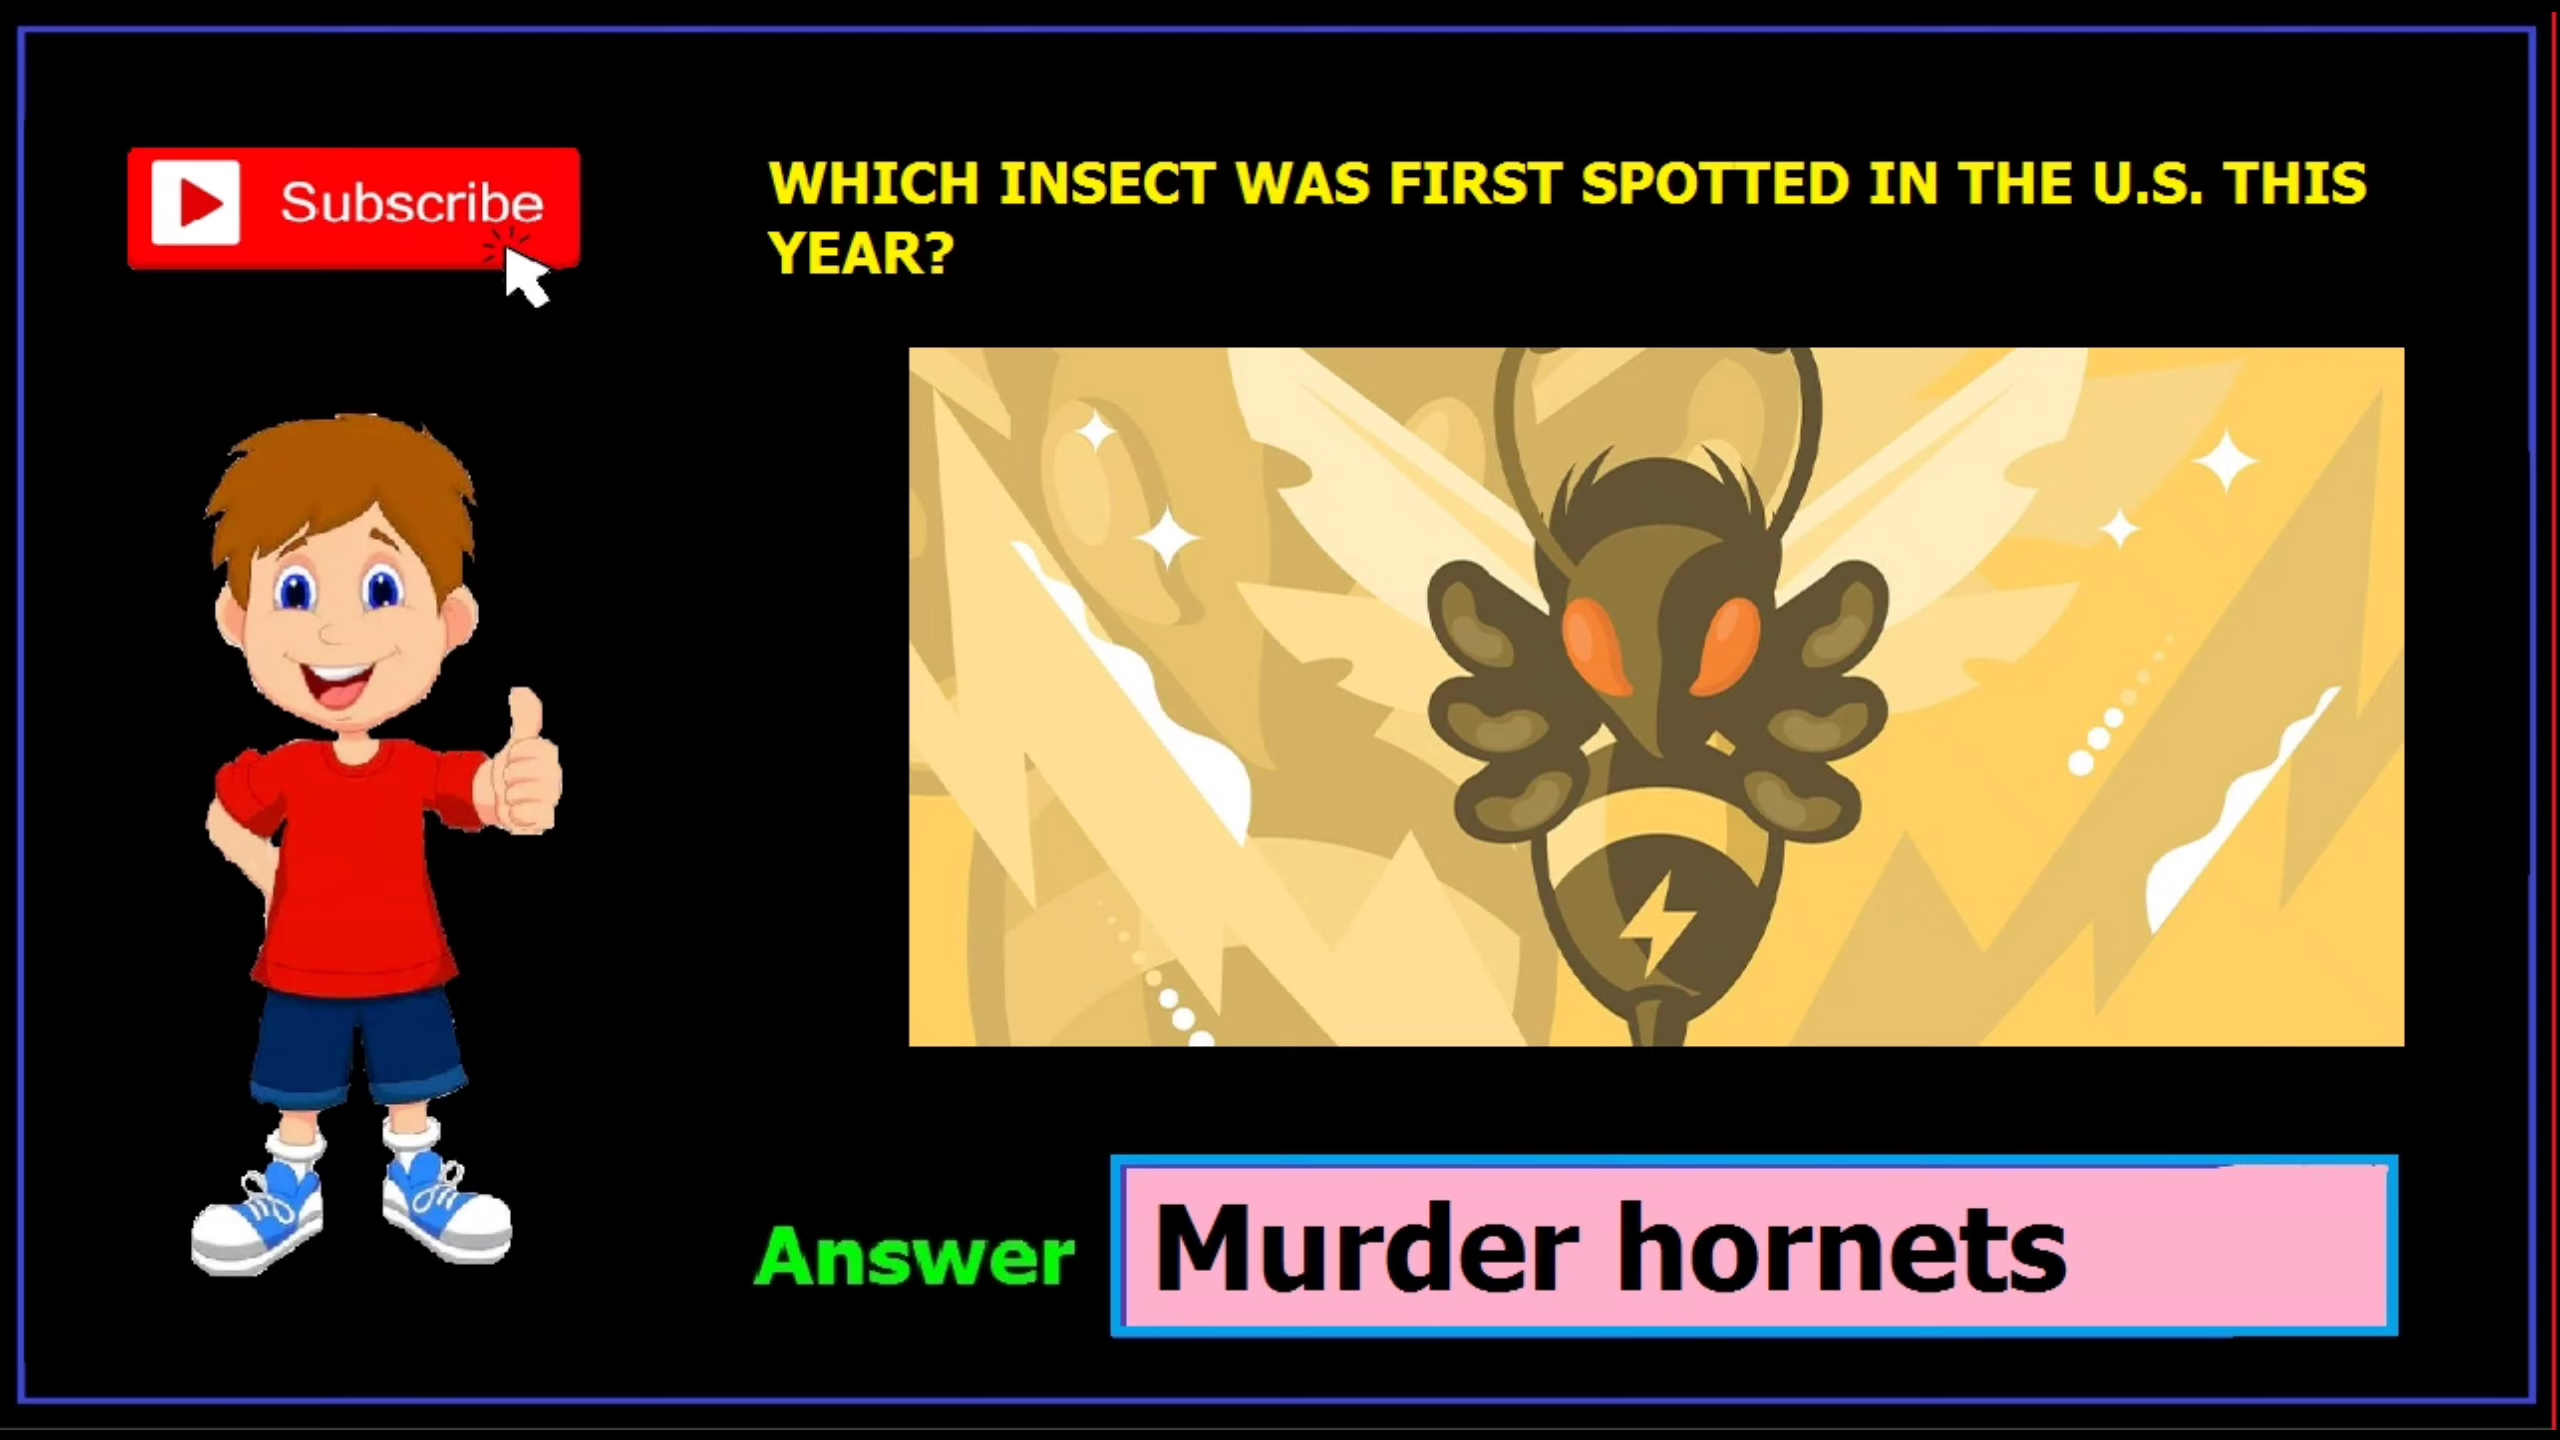 Subscribe
WHICH INSECT WAS FIRST SPOTTED IN THE U.S. THIS
YEAR?
Answer
Murder hornets